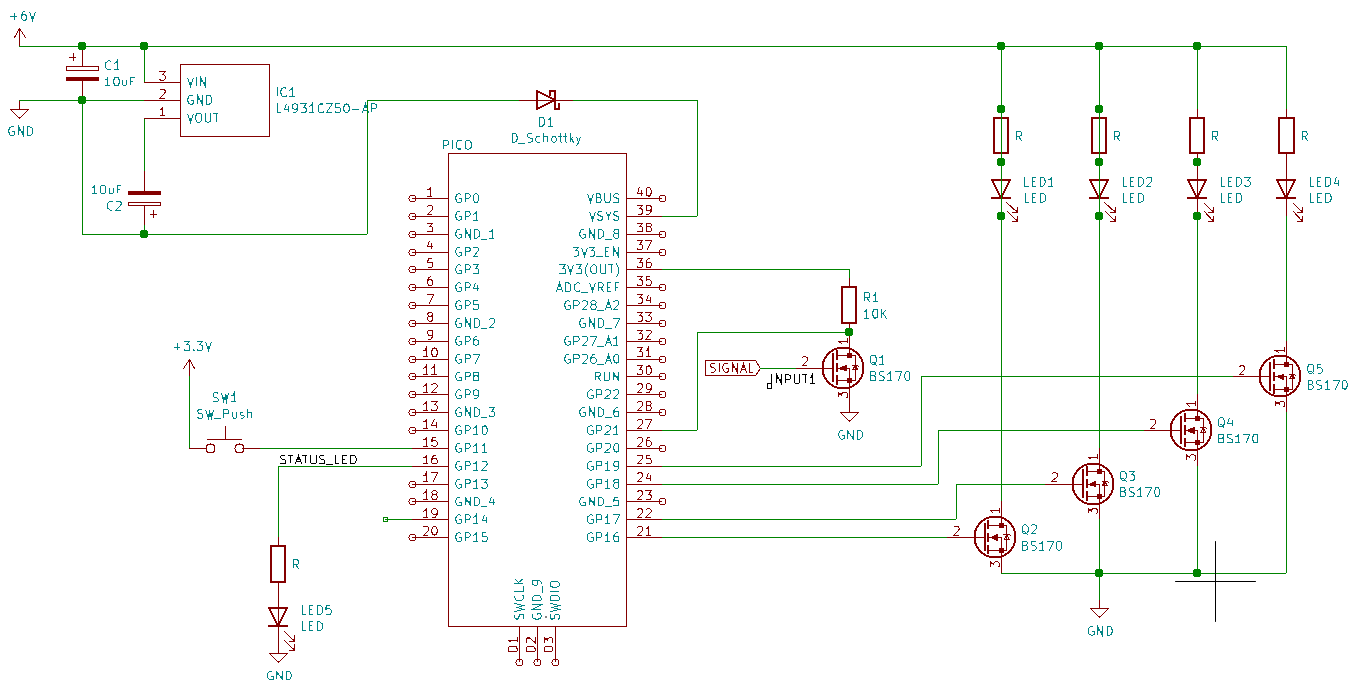 +6V
C1
10uF
GND
3 VIN
2 GND
1 VOUT
IC1
L4931CZ50-AP
10uF
C2
D1
D_Schottky
PICO
1 GP0
2 GP1
3 GND_1
4 GP2
5 GP3
6 GP4
7 GP5
8 GND_2
9 GP6
10 GP7
11 GP8
12 GP9
13 GND_3
14 GP10
15 GP11
16 GP12
17 GP13
18 GND_4
19 GP14
20 GP15
VBUS 40
VSYS 39
GND_8 38
3V3_EN 37
3V3(OUT) 36
ADC_VREF 35
GP28_A2 34
GND_7 33
GP27_A1 32
GP26_A0 31
RUN 30
GP22 29
GND_6 28
GP21 27
GP20 26
GP19 25
GP18 24
GND_5 23
GP17 22
GP16 21
SWCLK
GND_9
SWDIO
D1
D2
D3
+3.3V
SW1
SW_Push
STATUS_LED
R
LED5
LED
GND
R1
10K
SIGNAL
INPUT1
2
1
3
Q1
BS170
GND
R
LED1
LED
R
LED2
LED
R
LED3
LED
R
LED4
LED
2
1
3
Q5
BS170
2
1
3
Q4
BS170
2
1
3
Q3
BS170
2
1
3
Q2
BS170
GND